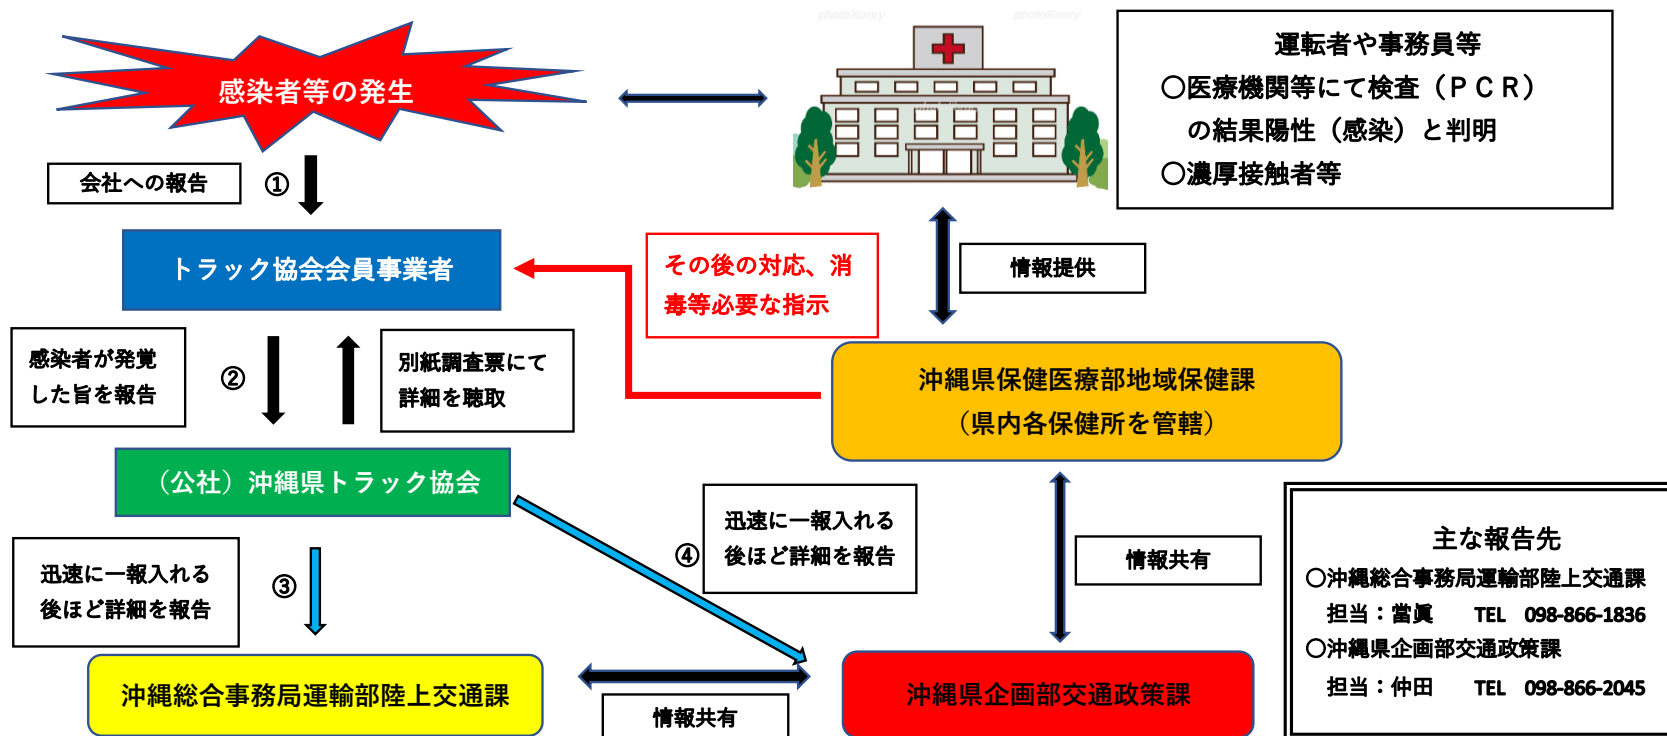 photolibrary
photolibrary
運転者や事務員等
○医療機関等にて検査（ＰＣＲ）
の結果陽性（感染）と判明
○濃厚接触者等
感染者等の発生
会社への報告
①
トラック協会会員事業者
その後の対応、消
毒等必要な指示
情報提供
感染者が発覚
した旨を報告
②
別紙調査票にて
詳細を聴取
沖縄県保健医療部地域保健課
（県内各保健所を管轄）
（公社）沖縄県トラック協会
迅速に一報入れる
後ほど詳細を報告
③
④
迅速に一報入れる
後ほど詳細を報告
情報共有
主な報告先
○沖縄総合事務局運輸部陸上交通課
担当：當眞　TEL　098-866-1836
○沖縄県企画部交通政策課
担当：仲田　TEL　098-866-2045
沖縄総合事務局運輸部陸上交通課
情報共有
沖縄県企画部交通政策課